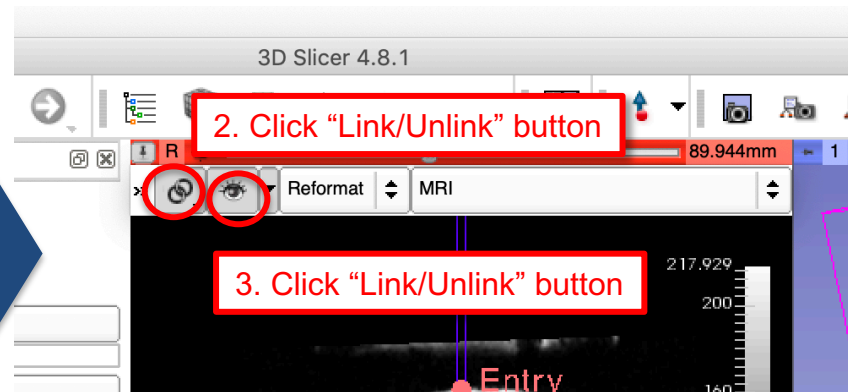 3D Slicer 4.8.1
2. Click “Link/Unlink” button
R
89.944mm
1
Reformat
MRI
3. Click “Link/Unlink” button
217.929
200
Entry
160